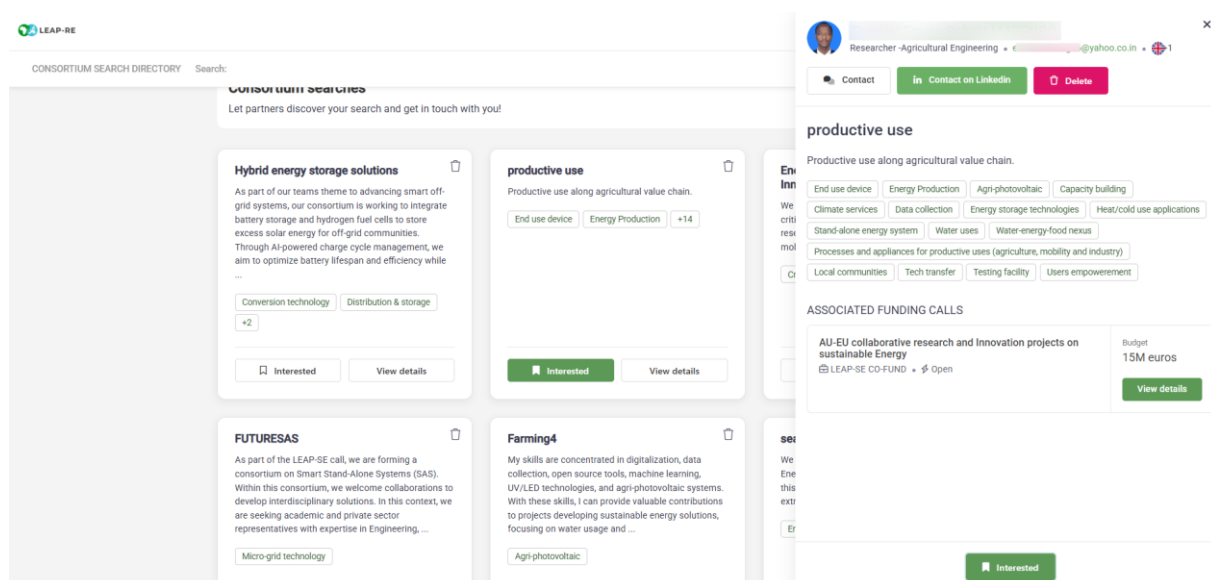 LEAP-RE
CONSORTIUM SEARCH DIRECTORY Search:
Consortium searches
Let partners discover your search and get in touch with you!
Hybrid energy storage solutions
As part of our teams theme to advancing smart off-
grid systems, our consortium is working to integrate
battery storage and hydrogen fuel cells to store
excess solar energy for off-grid communities.
Through AI-powered charge cycle management, we
aim to optimize battery lifespan and efficiency while
...
Conversion technology Distribution & storage
+2
Interested View details
productive use
Productive use along agricultural value chain.
End use device Energy Production +14
Interested View details
We
FUTURESAS
As part of the LEAP-SE call, we are forming a
consortium on Smart Stand-Alone Systems (SAS).
Within this consortium, we welcome collaborations to
develop interdisciplinary solutions. In this context, we
are seeking academic and private sector
representatives with expertise in Engineering, ...
Micro-grid technology
Farming4
My skills are concentrated in digitalization, data
collection, open source tools, machine learning,
UV/LED technologies, and agri-photovoltaic systems.
With these skills, I can provide valuable contributions
to projects developing sustainable energy solutions,
focusing on water usage and ...
Agri-photovoltaic
We
Researcher -Agricultural Engineering @yahoo.co.in 1
Contact Contact on Linkedin Delete
productive use
Productive use along agricultural value chain.
End use device Energy Production Agri-photovoltaic Capacity building
Climate services Data collection Energy storage technologies Heat/cold use applications
Stand-alone energy system Water uses Water-energy-food nexus
Processes and appliances for productive uses (agriculture, mobility and industry)
Local communities Tech transfer Testing facility Users empowerement
ASSOCIATED FUNDING CALLS
AU-EU collaborative research and Innovation projects on
sustainable Energy
LEAP-SE CO-FUND Open
Budget
15M euros
View details
Interested